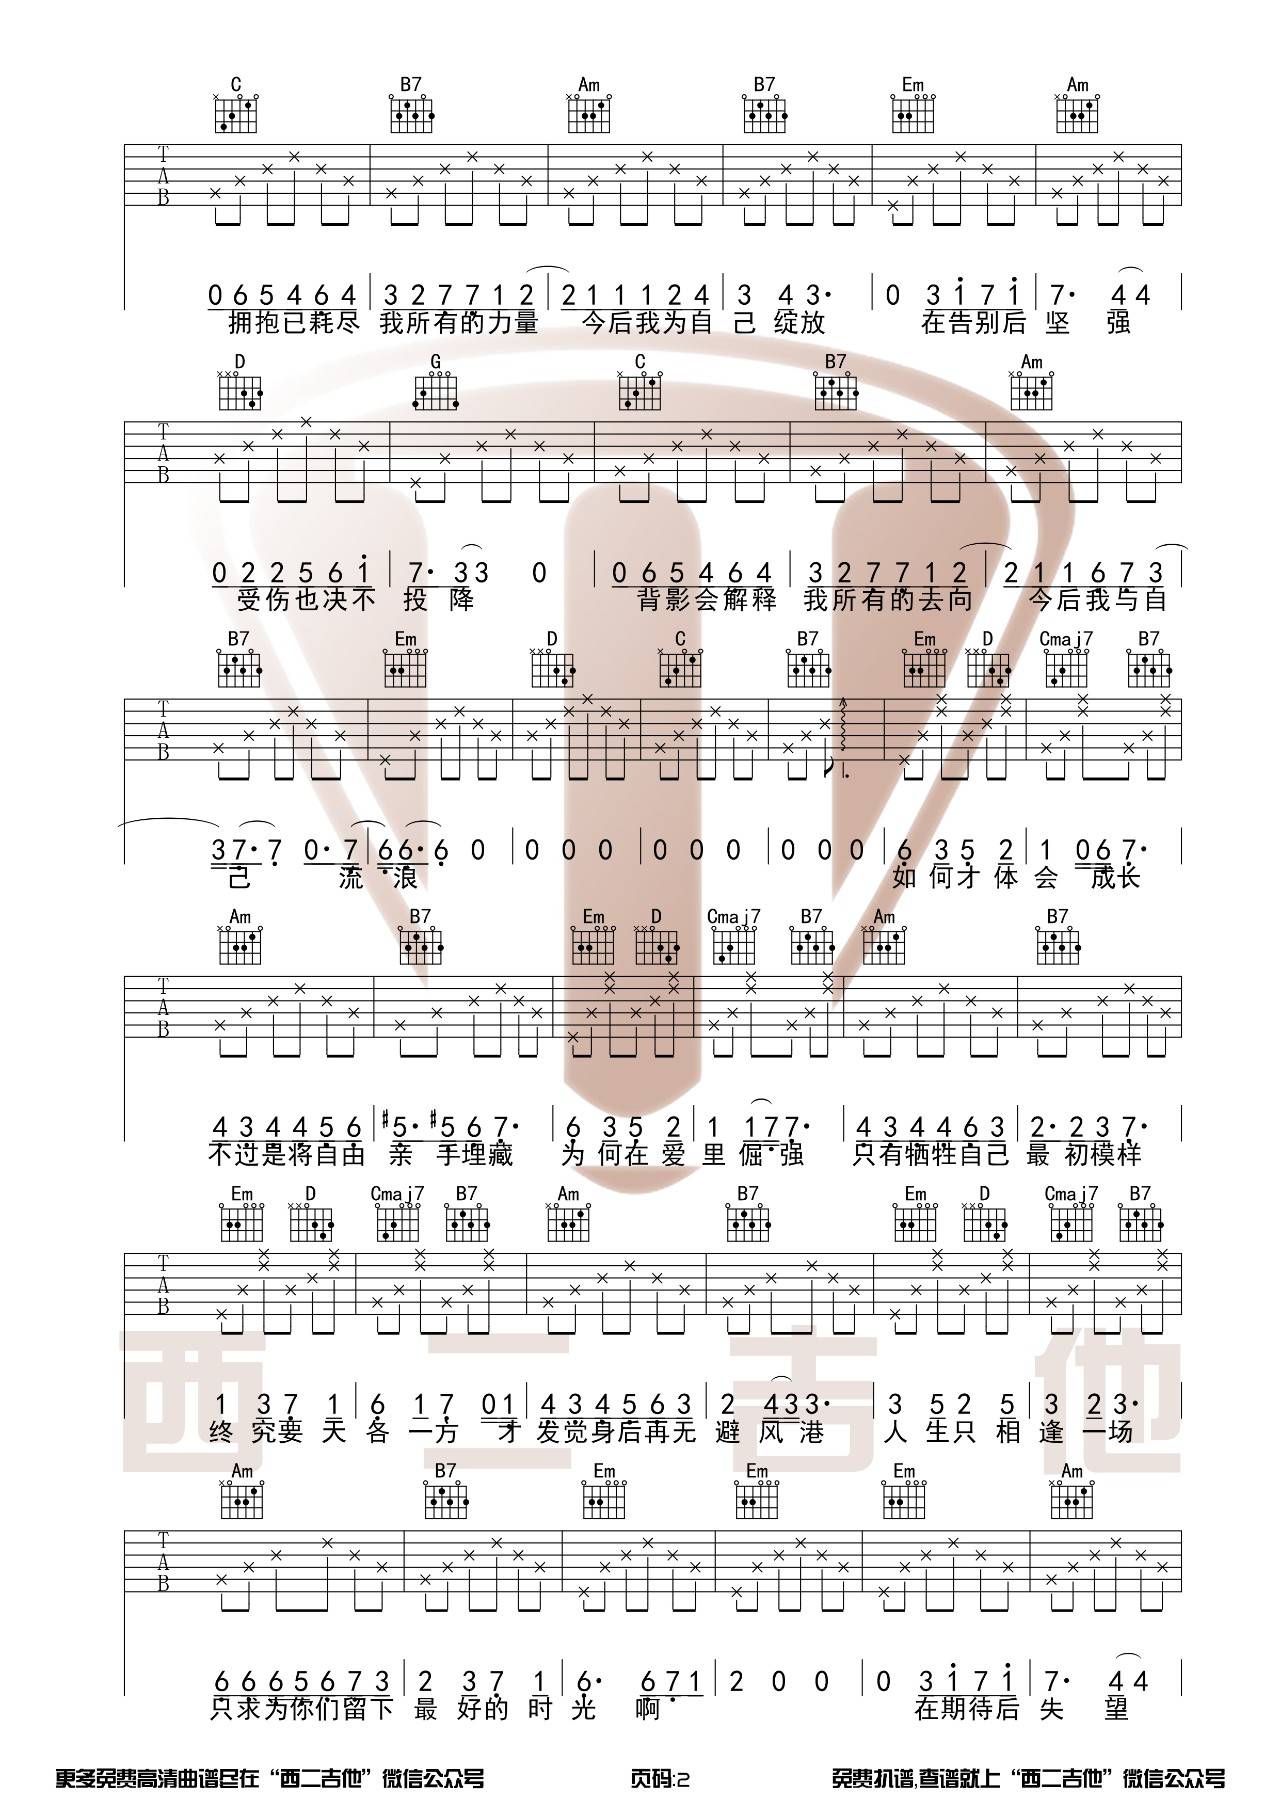 C B7 Am B7 Em Am
T
A
B
0 6 5 4 6 4 3 2 7 7 1 2 2 1 1 1 2 4 3 4 3· 0 3 1 7 1 7· 4 4
拥抱已耗尽 我所有的力量 今后我为自 己 绽放 在告别后 坚 强
D G C B7 Am
T
A
B
0 2 2 5 6 1 7· 3 3 0 0 6 5 4 6 4 3 2 7 7 1 2 2 1 1 6 7 3
受伤也决不 投 降 背影会解释 我所有的去向 今后我与自
B7 Em D C B7 Em D Cmaj7 B7
T
A
B
3 7· 7 0· 7 6 6· 6 0 0 0 0 0 0 0 0 0 0 6 3 5 2 1 0 6 7·
己 流 浪 如 何才 体 会 成长
Am B7 Em D Cmaj7 B7 Am B7
T
A
B
4 3 4 4 5 6 #5· #5 6 7· 6 3 5 2 1 1 7 7· 4 3 4 4 6 3 2· 2 3 7·
不过是将自由 亲 手埋藏 为 何在 爱 里 倔 强 只有牺牲自己 最 初模样
Em D Cmaj7 B7 Am B7 Em D Cmaj7 B7
T
A
B
1 3 7 1 6 1 7 0 1 4 3 4 5 6 3 2 4 3 3· 3 5 2 5 3 2 3·
终 究要 天 各 一方 才 发觉身后再无 避 风 港 人 生只 相 逢 一场
西二吉他
Am B7 Em Em Em Am
T
A
B
6 6 6 5 6 7 3 2 3 7 1 6· 6 7 1 2 0 0 0 3 1 7 1 7· 4 4
只求为你们留下 最 好的 时 光 啊 在期待后 失 望
更多免费高清曲谱尽在“西二吉他”微信公众号 页码:2 免费扒谱,查谱就上“西二吉他”微信公众号